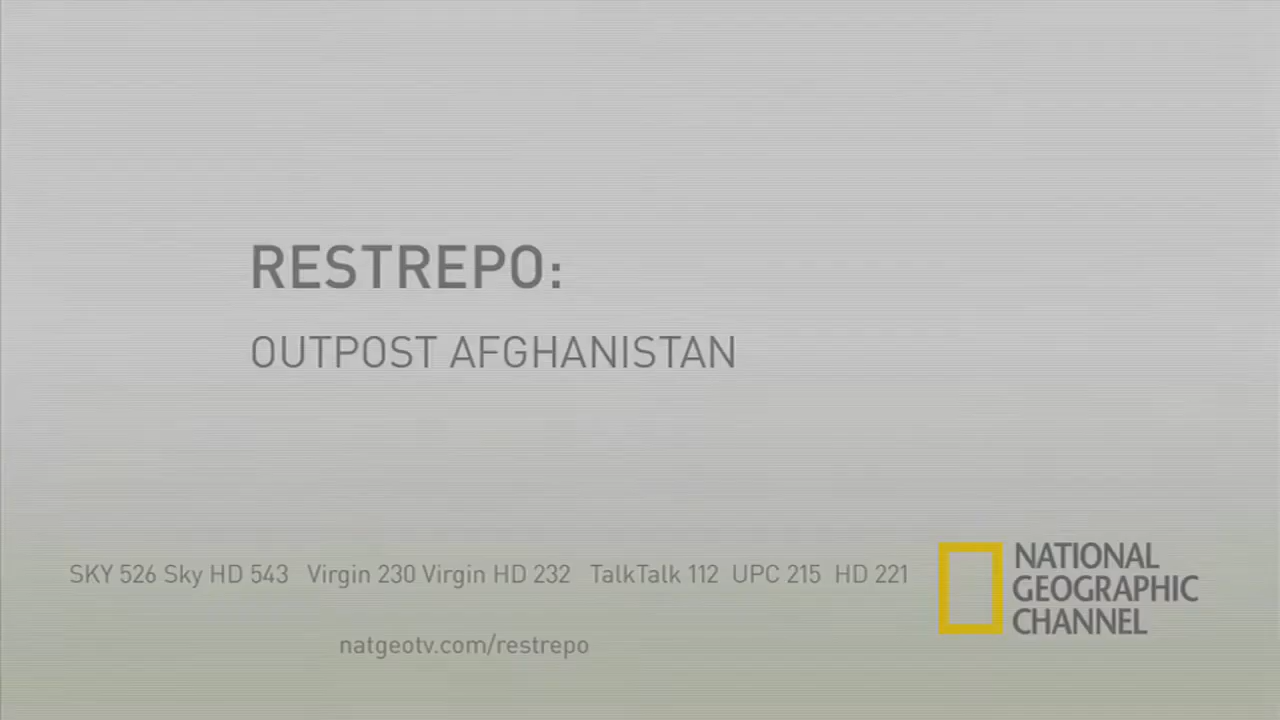 RESTREPO:
OUTPOST AFGHANISTAN
SKY 526 Sky HD 543 Virgin 230 Virgin HD 232 TalkTalk 112 UPC 215 HD 221
natgeotv.com/restrepo
NATIONAL
GEOGRAPHIC
CHANNEL